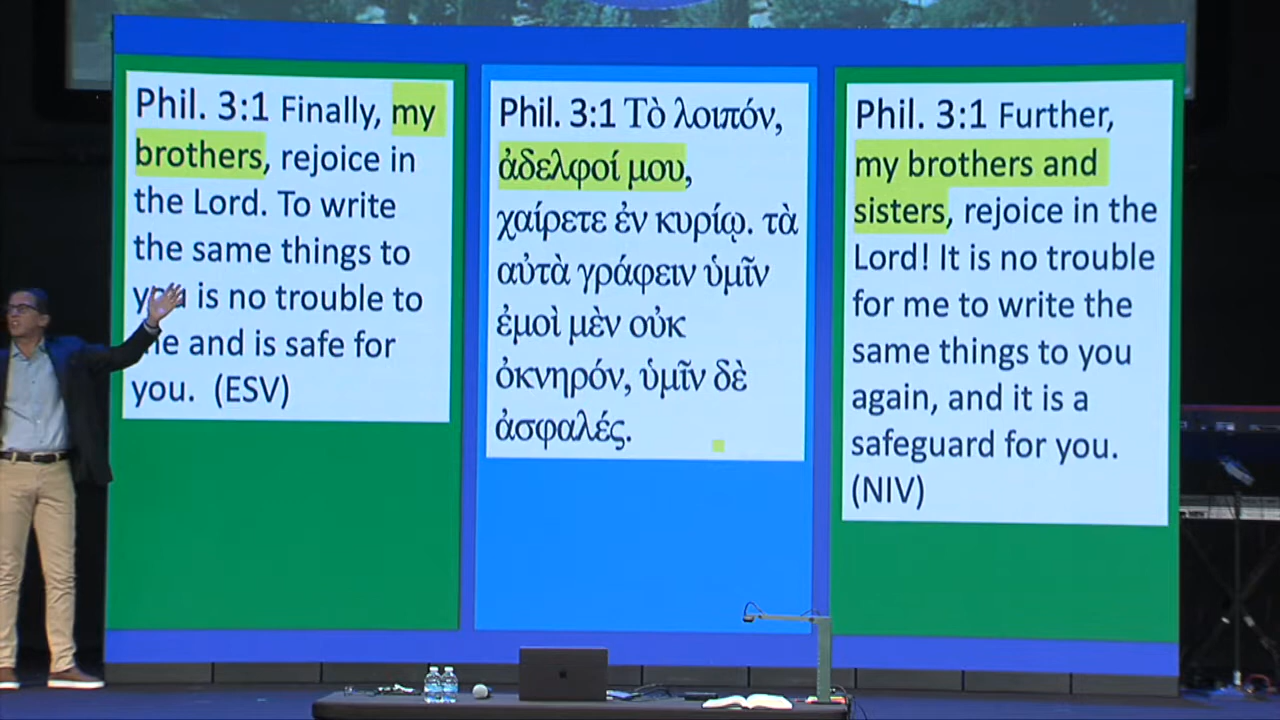 Phil. 3:1 Finally, my
brothers, rejoice in
the Lord. To write
the same things to
you is no trouble to
me and is safe for
you. (ESV)
Phil. 3:1 Τὸ λοιπόν,
ἀδελφοί μου,
χαίρετε ἐν κυρίῳ. τὰ
αὐτὰ γράφειν ὑμῖν
ἐμοὶ μὲν οὐκ
ὀκνηρόν, ὑμῖν δὲ
ἀσφαλές.
Phil. 3:1 Further,
my brothers and
sisters, rejoice in the
Lord! It is no trouble
for me to write the
same things to you
again, and it is a
safeguard for you.
(NIV)